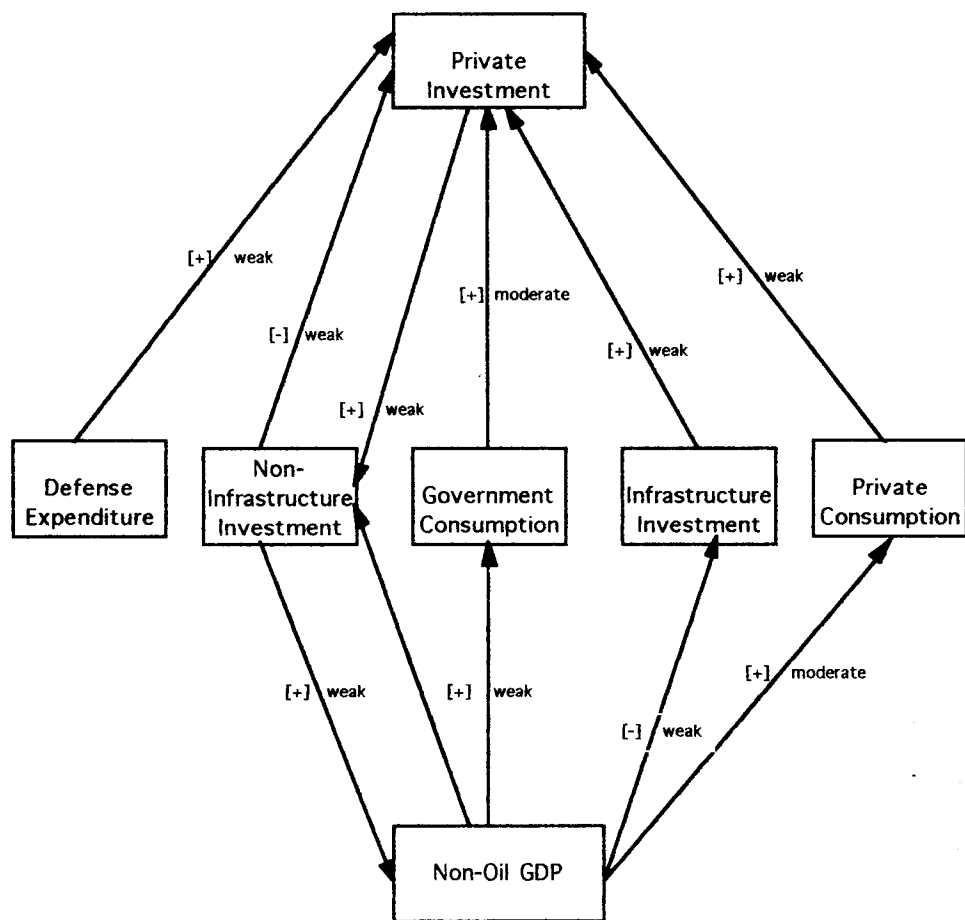 Private
Investment
[+] weak
[+] moderate
[+] weak
[-] weak
[+] weak
[+] weak
Defense
Expenditure
Non-
Infrastructure
Investment
Government
Consumption
Infrastructure
Investment
Private
Consumption
[+] weak
[+] weak
[-] weak
[+] moderate
Non-Oil GDP